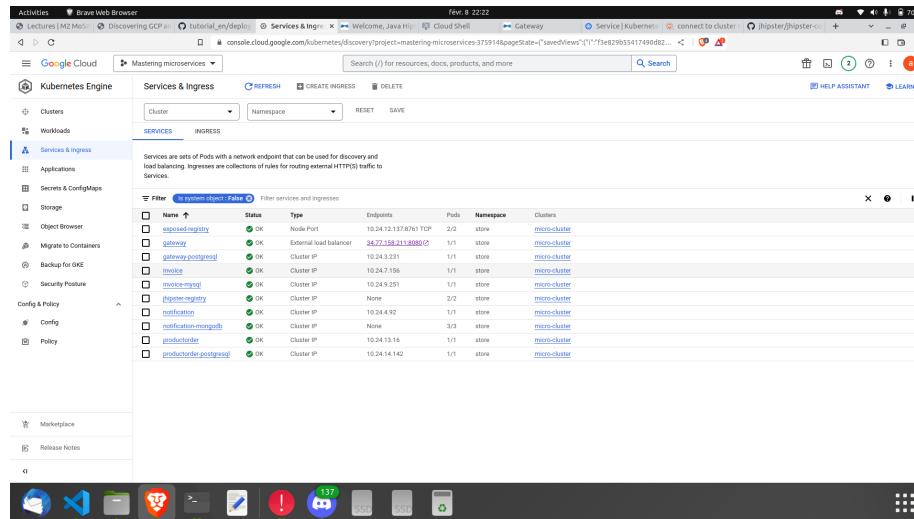 Activities Brave Web Browser févr. 8 22:22 70
Lectures | M2 MoS Discovering GCP an tutorial_en/deploy Services & Ingre Welcome, Java Hip Cloud Shell Gateway Service | Kubernete connect to cluster jhipster/jhipster-co
console.cloud.google.com/kubernetes/discovery?project=mastering-microservices-375914&pageState=("savedViews":("i":"f3e829b55417490d82...
Google Cloud Mastering microservices Search (/) for resources, docs, products, and more Search 2 a
Kubernetes Engine Services & Ingress REFRESH CREATE INGRESS DELETE HELP ASSISTANT LEARN
Clusters
Workloads
Services & Ingress
Applications
Secrets & ConfigMaps
Storage
Object Browser
Migrate to Containers
Backup for GKE
Security Posture
Config & Policy
Config
Policy
Marketplace
Release Notes
Cluster Namespace RESET SAVE
SERVICES INGRESS
Services are sets of Pods with a network endpoint that can be used for discovery and
load balancing. Ingresses are collections of rules for routing external HTTP(S) traffic to
Services.
Filter Is system object : False Filter services and ingresses
Name Status Type Endpoints Pods Namespace Clusters
exposed-registry OK Node Port 10.24.12.137:8761 TCP 2/2 store micro-cluster
gateway OK External load balancer 34.77.158.211:8080 1/1 store micro-cluster
gateway-postgresql OK Cluster IP 10.24.3.231 1/1 store micro-cluster
invoice OK Cluster IP 10.24.7.156 1/1 store micro-cluster
invoice-mysql OK Cluster IP 10.24.9.251 1/1 store micro-cluster
jhipster-registry OK Cluster IP None 2/2 store micro-cluster
notification OK Cluster IP 10.24.4.92 1/1 store micro-cluster
notification-mongodb OK Cluster IP None 3/3 store micro-cluster
productorder OK Cluster IP 10.24.13.16 1/1 store micro-cluster
productorder-postgresql OK Cluster IP 10.24.14.142 1/1 store micro-cluster
137
SSD SSD